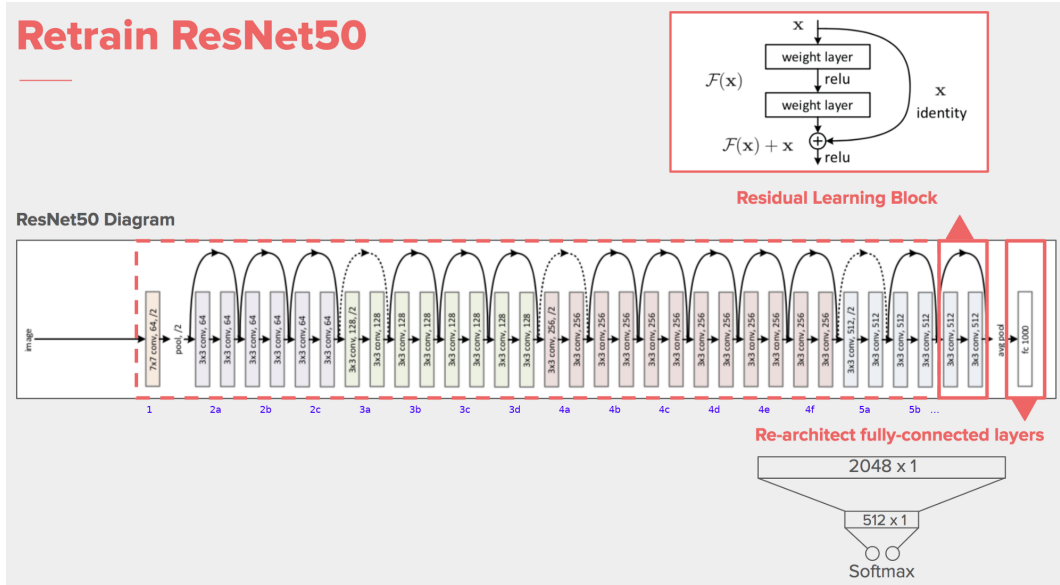 Retrain ResNet50
x
weight layer
relu
F(x)
weight layer
x
identity
F(x) + x
relu
Residual Learning Block
ResNet50 Diagram
image
7x7 conv, 64, /2
pool, /2
3x3 conv, 64
3x3 conv, 64
3x3 conv, 64
3x3 conv, 64
3x3 conv, 64
3x3 conv, 64
3x3 conv, 128, /2
3x3 conv, 128
3x3 conv, 128
3x3 conv, 128
3x3 conv, 128
3x3 conv, 128
3x3 conv, 128
3x3 conv, 128
3x3 conv, 256, /2
3x3 conv, 256
3x3 conv, 256
3x3 conv, 256
3x3 conv, 256
3x3 conv, 256
3x3 conv, 256
3x3 conv, 256
3x3 conv, 256
3x3 conv, 256
3x3 conv, 256
3x3 conv, 256
3x3 conv, 512, /2
3x3 conv, 512
3x3 conv, 512
3x3 conv, 512
3x3 conv, 512
3x3 conv, 512
avg pool
fc 1000
1 2a 2b 2c 3a 3b 3c 3d 4a 4b 4c 4d 4e 4f 5a 5b ...
Re-architect fully-connected layers
2048 x 1
512 x 1
Softmax